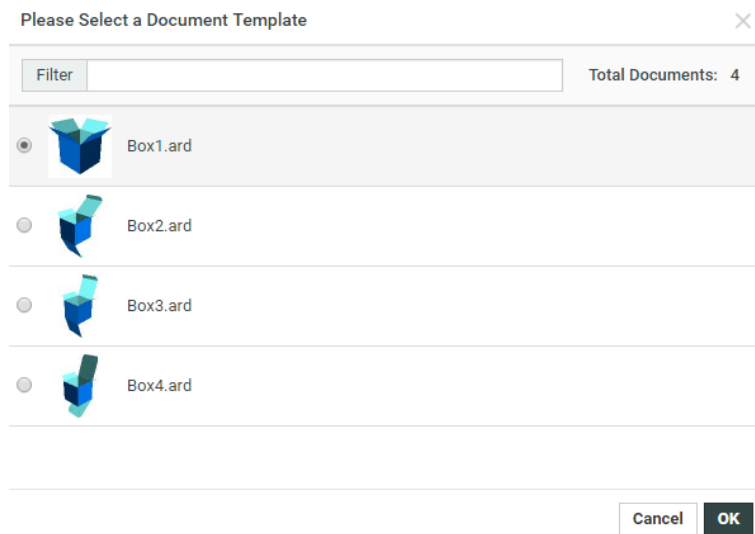 Please Select a Document Template
Filter Total Documents: 4
Box1.ard
Box2.ard
Box3.ard
Box4.ard
Cancel OK